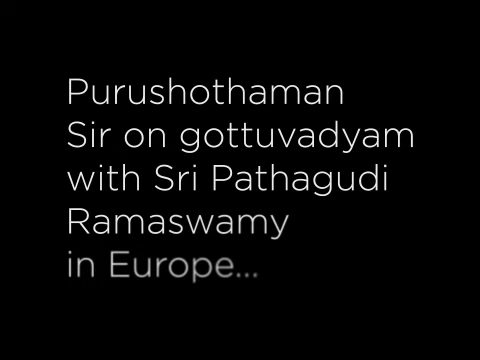 Purushothaman
Sir on gottuvadyam
with Sri Pathagudi
Ramaswamy
in Europe...